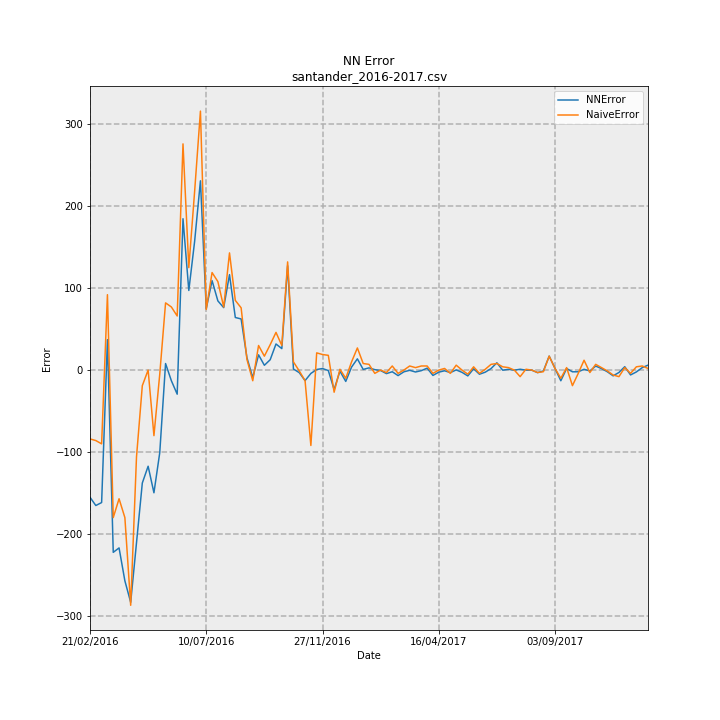 NN Error
santander_2016-2017.csv
NNError
NaiveError
300
200
100
0
−100
−200
−300
Error
21/02/2016 10/07/2016 27/11/2016 16/04/2017 03/09/2017
Date